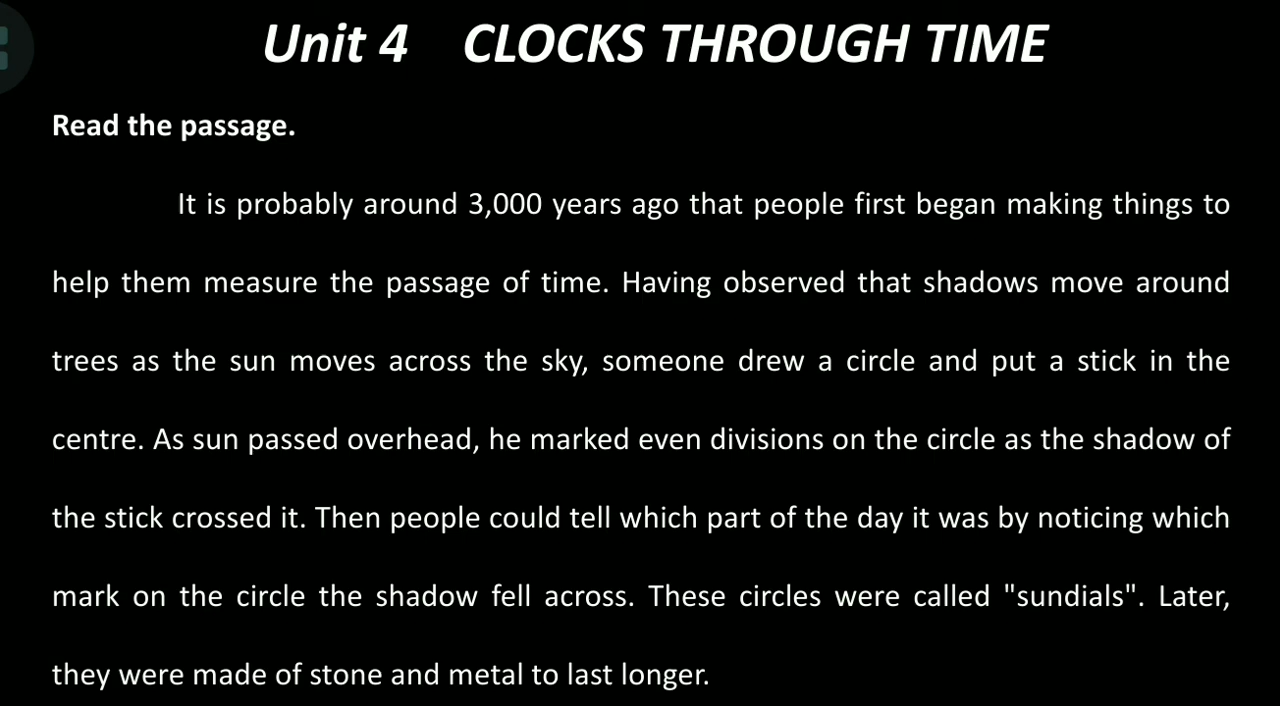 Unit 4 CLOCKS THROUGH TIME
Read the passage.
It is probably around 3,000 years ago that people first began making things to
help them measure the passage of time. Having observed that shadows move around
trees as the sun moves across the sky, someone drew a circle and put a stick in the
centre. As sun passed overhead, he marked even divisions on the circle as the shadow of
the stick crossed it. Then people could tell which part of the day it was by noticing which
mark on the circle the shadow fell across. These circles were called "sundials". Later,
they were made of stone and metal to last longer.